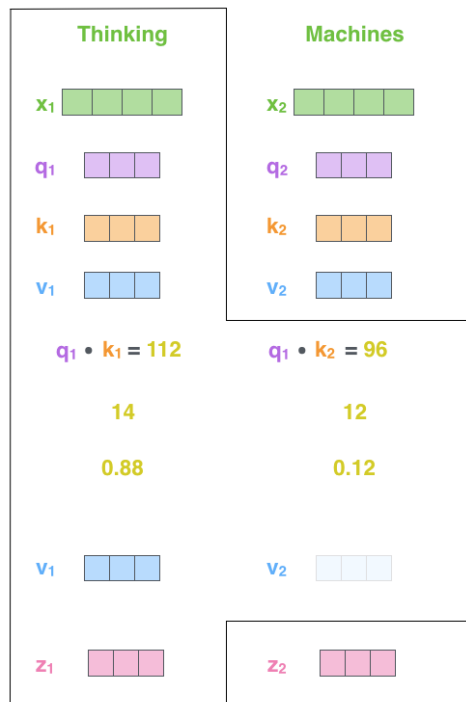 Thinking Machines
x₁ x₂
q₁ q₂
k₁ k₂
v₁ v₂
q₁ • k₁ = 112 q₁ • k₂ = 96
14 12
0.88 0.12
v₁ v₂
z₁ z₂